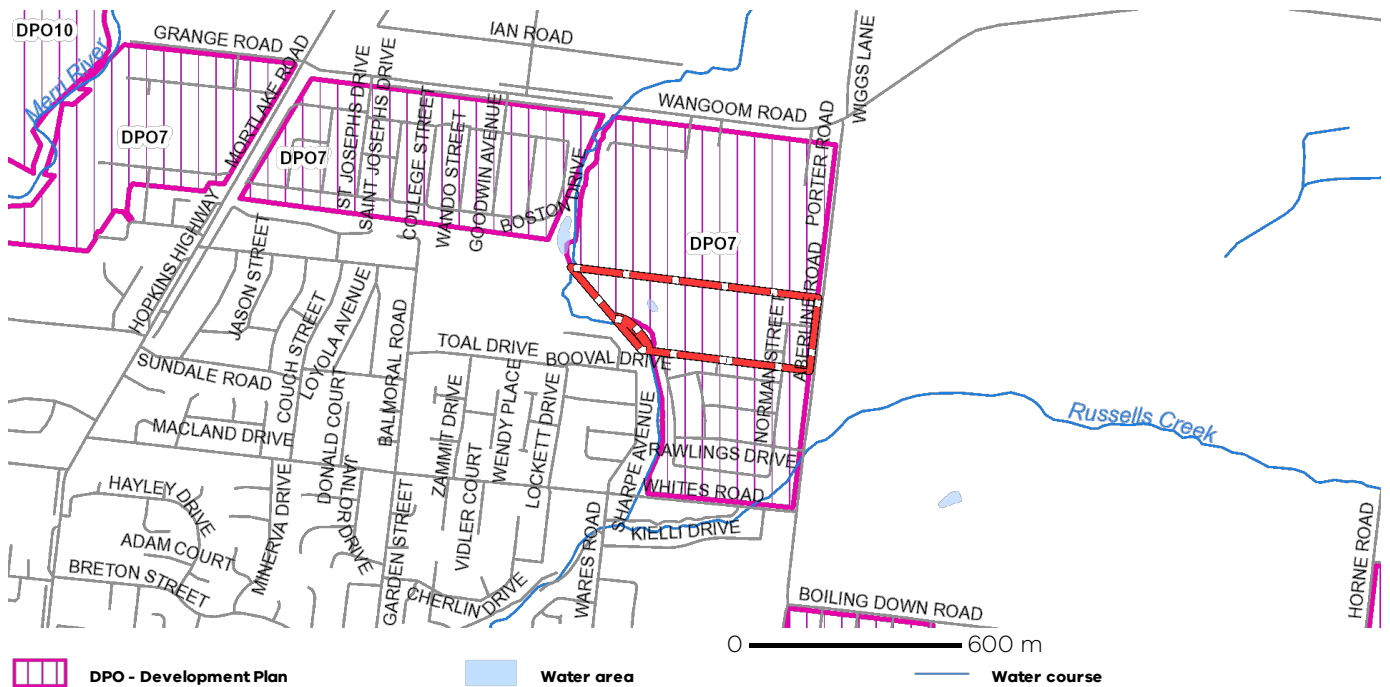 DPO10
GRANGE ROAD
IAN ROAD
WIGGS LANE
Merri River
MORTLAKE ROAD
ST JOSEPHS DRIVE
SAINT JOSEPHS DRIVE
WANGOOM ROAD
DPO7
DPO7
COLLEGE STREET
WANDO STREET
GOODWIN AVENUE
BOSTON DRIVE
PORTER ROAD
HOPKINS HIGHWAY
DPO7
JASON STREET
COUGH STREET
LOYOLA AVENUE
BALMORAL ROAD
NORMAN STREET
ABERLINE ROAD
TOAL DRIVE
BOOVAL DRIVE
SUNDALE ROAD
DONALD COURT
ZAMMIT DRIVE
WENDY PLACE
LOCKETT DRIVE
SHARPE AVENUE
Russells Creek
MACLAND DRIVE
RAWLINGS DRIVE
HAYLEY DRIVE
MINERVA DRIVE
JANLOR DRIVE
GARDEN STREET
VIDLER COURT
WHITES ROAD
WARES ROAD
KIELLI DRIVE
ADAM COURT
BRETON STREET
CHERLIN DRIVE
BOILING DOWN ROAD
HORNE ROAD
0 600 m
DPO - Development Plan
Water area
Water course